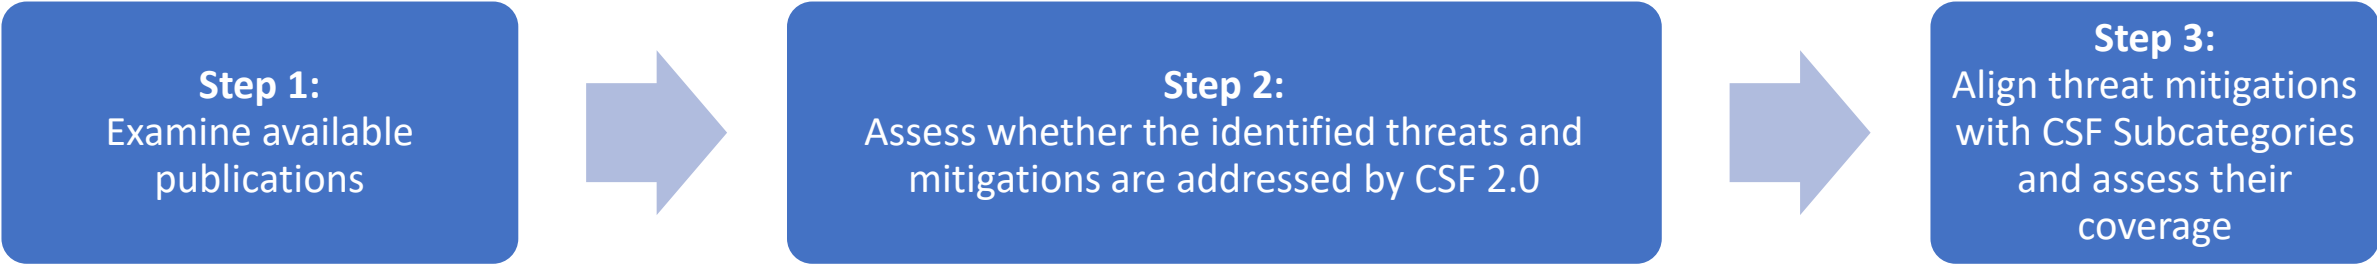 Step 1:
Examine available
publications
Step 2:
Assess whether the identified threats and
mitigations are addressed by CSF 2.0
Step 3:
Align threat mitigations
with CSF Subcategories
and assess their
coverage